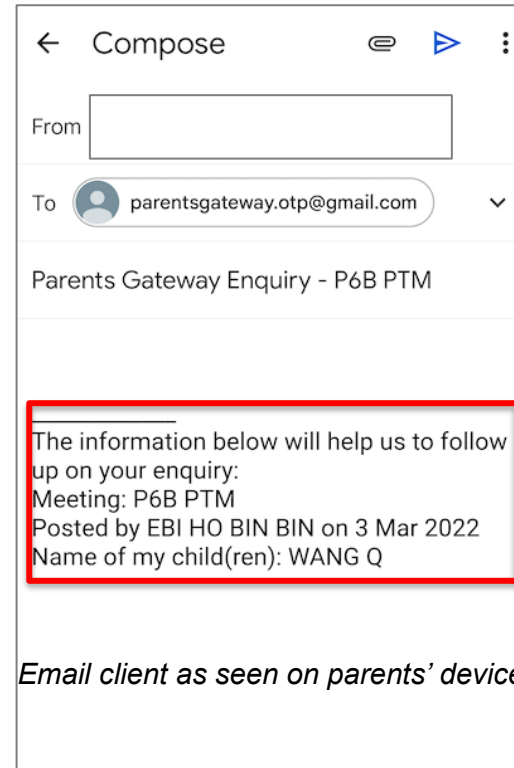 Compose
From
To parentsgateway.otp@gmail.com
Parents Gateway Enquiry - P6B PTM
The information below will help us to follow
up on your enquiry:
Meeting: P6B PTM
Posted by EBI HO BIN BIN on 3 Mar 2022
Name of my child(ren): WANG Q
Email client as seen on parents’ device